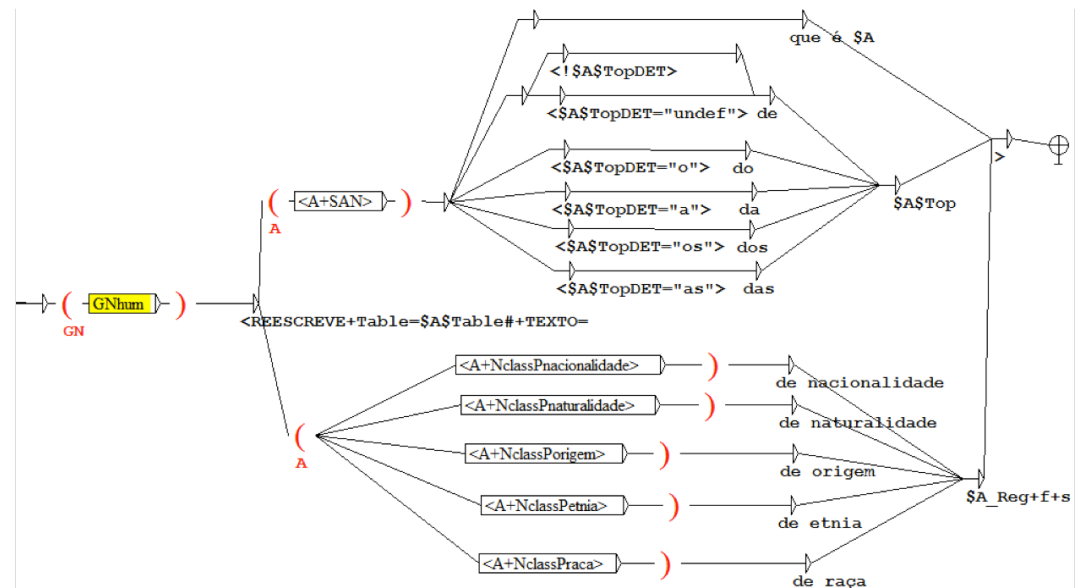 que é $A
<!$A$TopDET>
<$A$TopDET="undef"> de
<$A$TopDET="o"> do
<A+SAN>
A
<$A$TopDET="a"> da
$A$Top
<$A$TopDET="os"> dos
<$A$TopDET="as"> das
>
GNhum
GN
<REESCREVE+Table=$A$Table#+TEXTO=
<A+NclassPnacionalidade>
de nacionalidade
<A+NclassPnaturalidade>
de naturalidade
A
<A+NclassPorigem>
de origem
$A_Reg+f+s
<A+NclassPetnia>
de etnia
<A+NclassPraca>
de raça